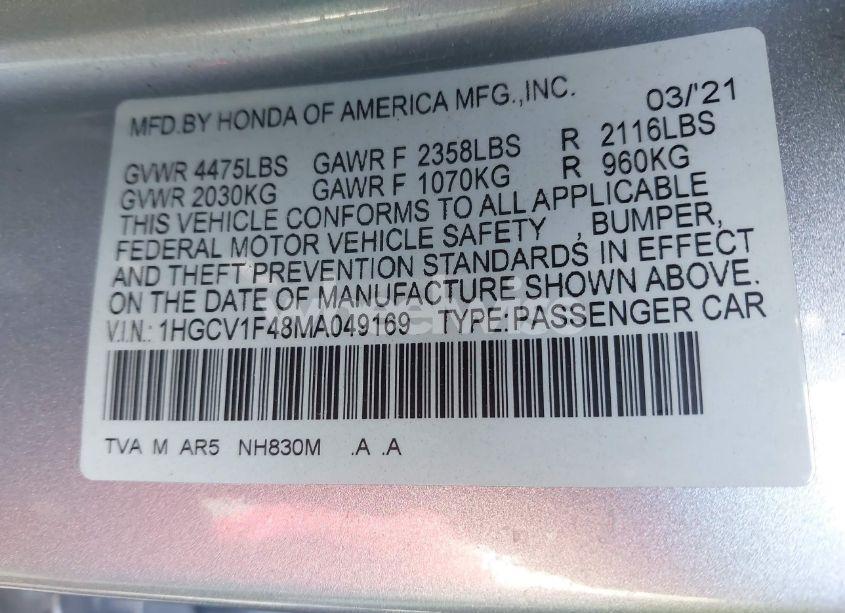 MFD.BY HONDA OF AMERICA MFG.,INC. 03/'21
GVWR 4475LBS GAWR F 2358LBS R 2116LBS
GVWR 2030KG GAWR F 1070KG R 960KG
THIS VEHICLE CONFORMS TO ALL APPLICABLE
FEDERAL MOTOR VEHICLE SAFETY , BUMPER,
AND THEFT PREVENTION STANDARDS IN EFFECT
ON THE DATE OF MANUFACTURE SHOWN ABOVE.
V.I.N.: 1HGCV1F48MA049169 TYPE:PASSENGER CAR
TVA M AR5 NH830M .A .A